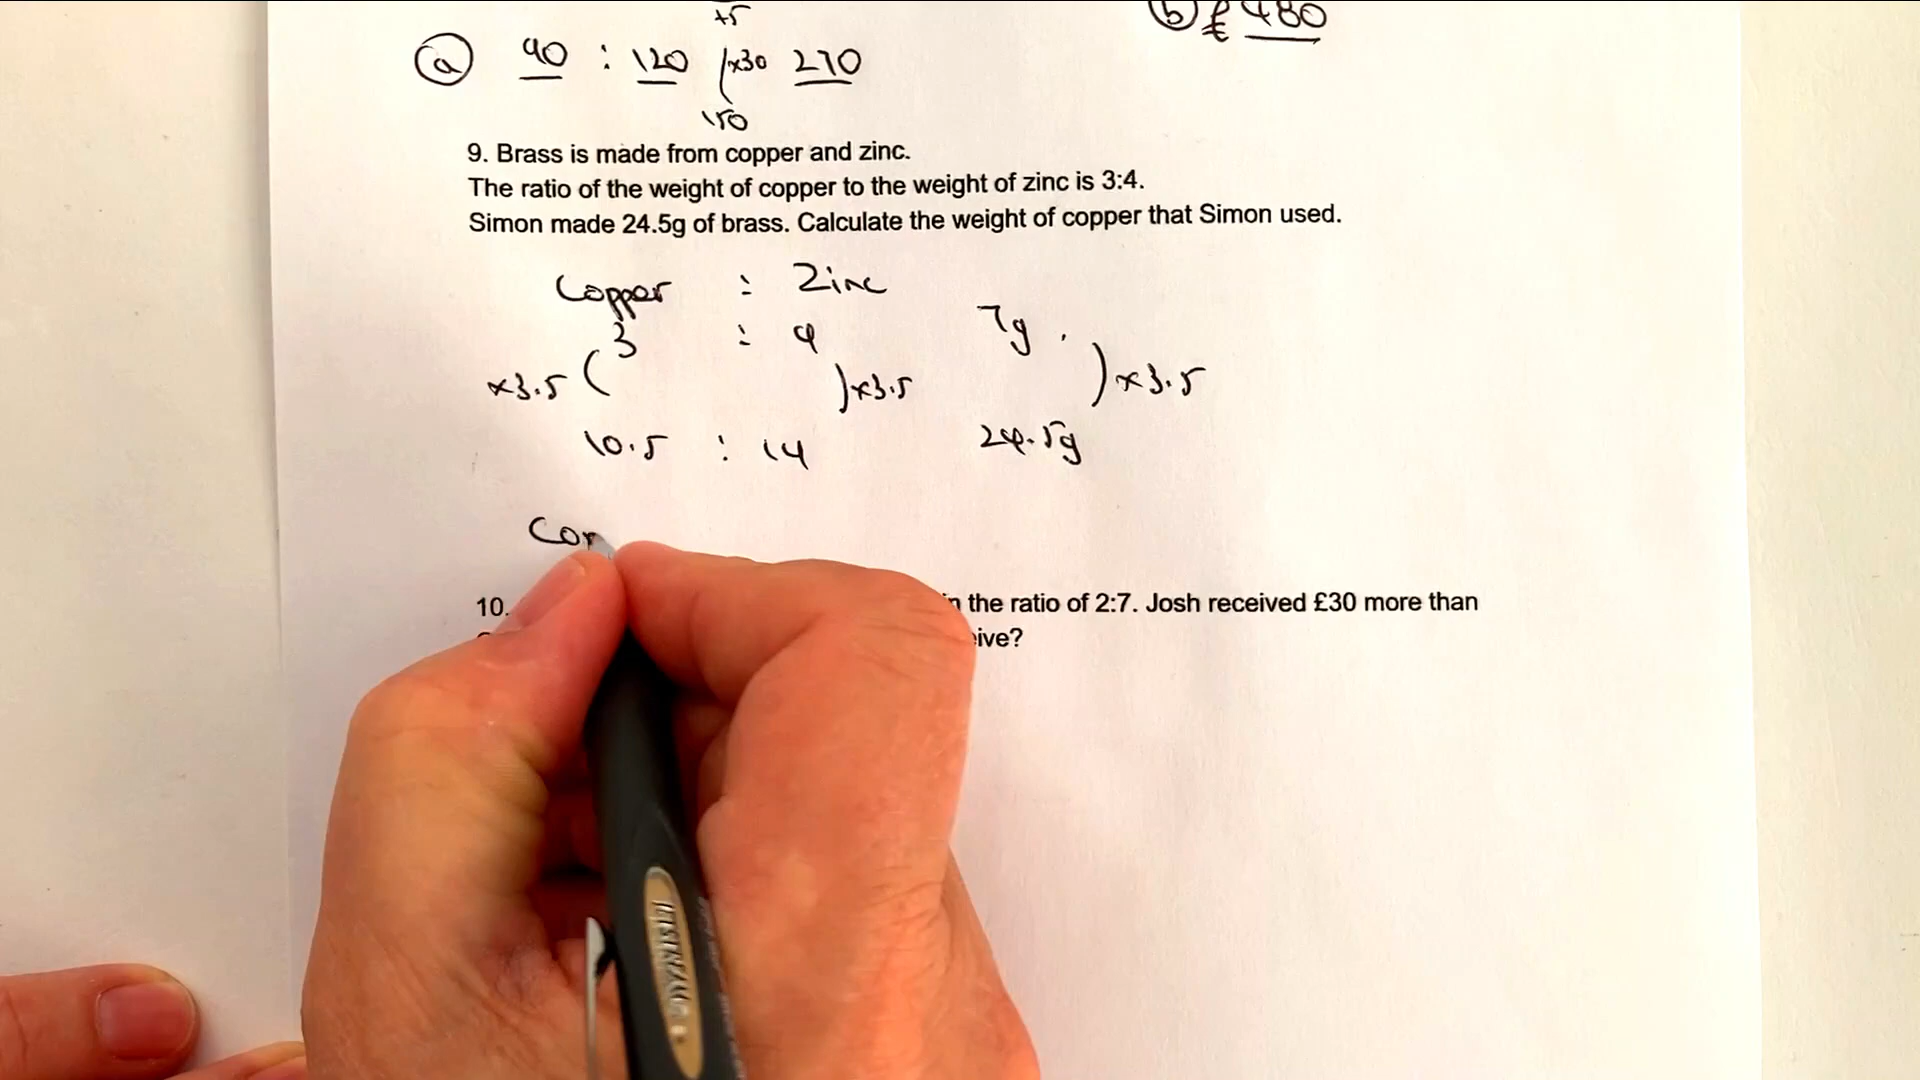 +5
(b) £480
(a) 90 : 120 (×30 270
150
9. Brass is made from copper and zinc.
The ratio of the weight of copper to the weight of zinc is 3:4.
Simon made 24.5g of brass. Calculate the weight of copper that Simon used.
Copper : Zinc
3 : 4 7g
×3.5 ( )×3.5 )×3.5
10.5 : 14 24.5g
Cop
10. the ratio of 2:7. Josh received £30 more than